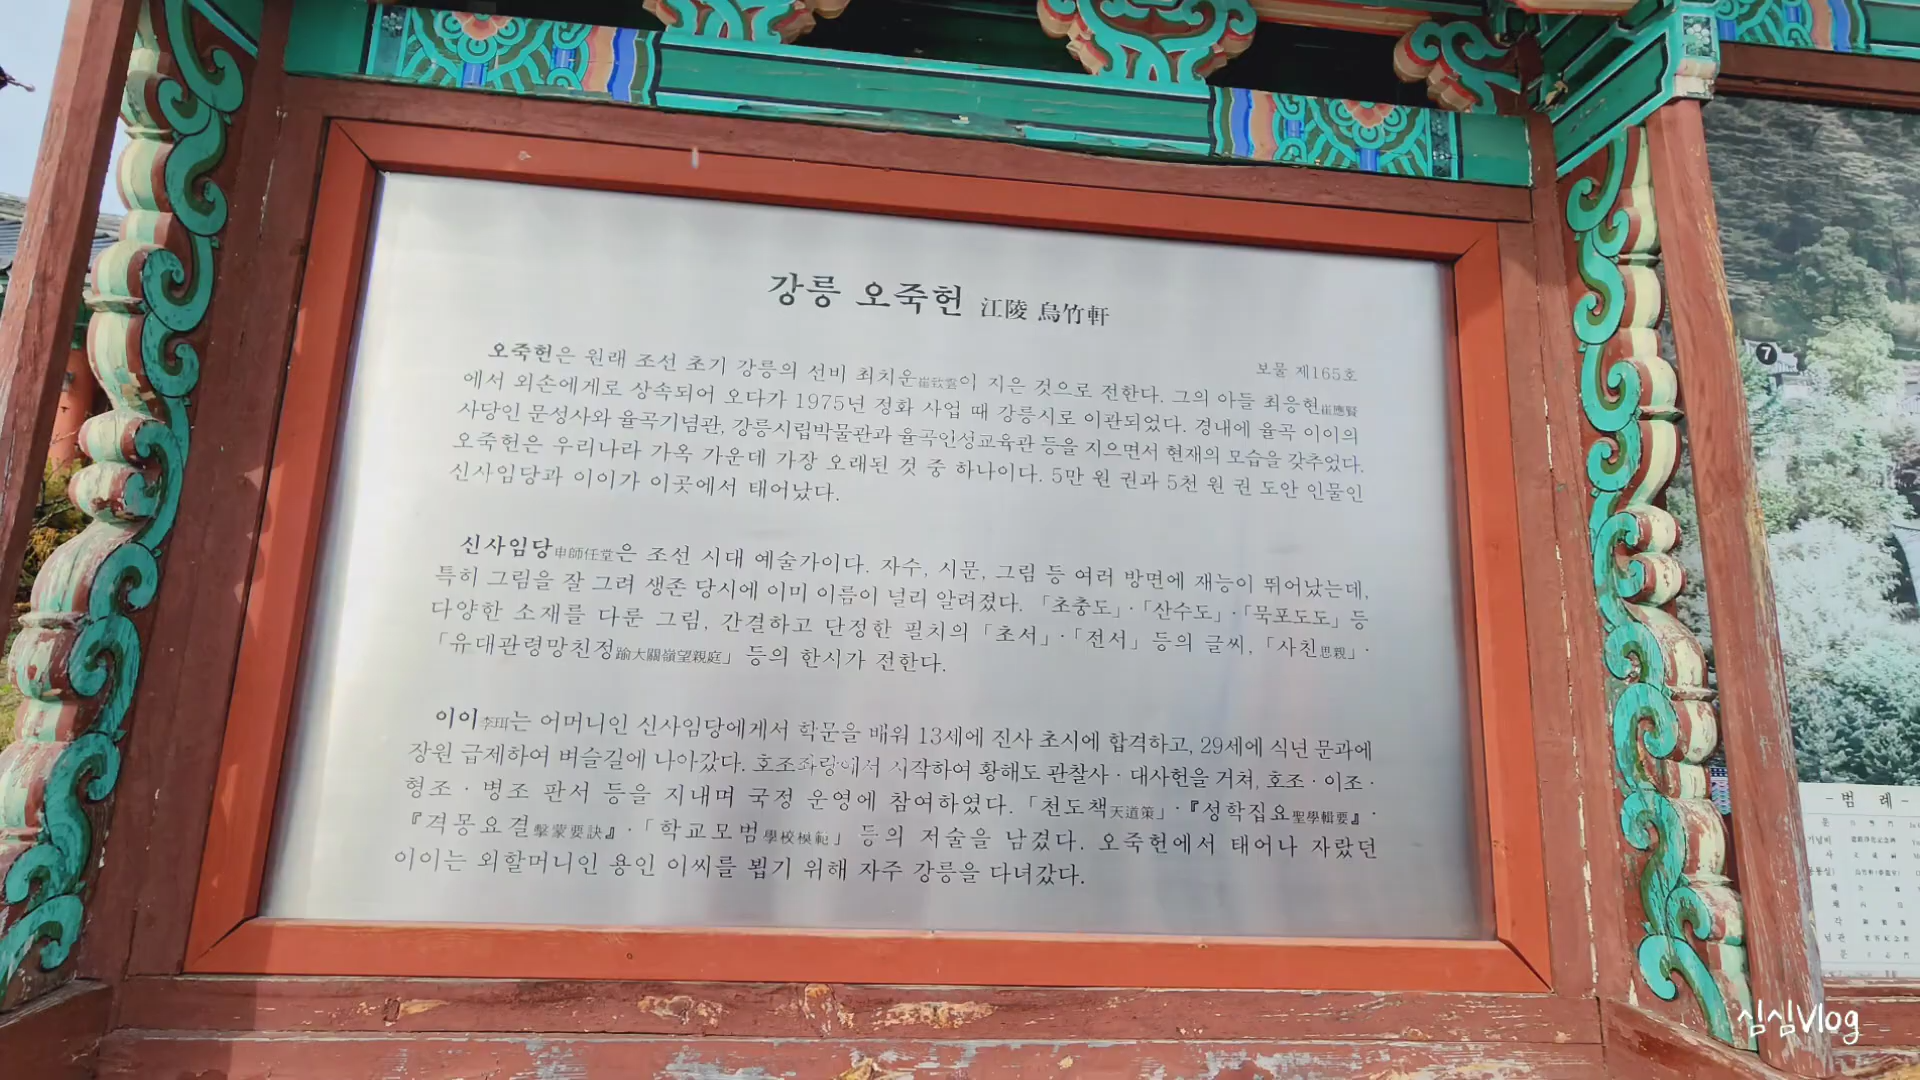 강릉 오죽헌 江陵 烏竹軒
보물 제165호
오죽헌은 원래 조선 초기 강릉의 선비 최치운崔致雲이 지은 것으로 전한다. 그의 아들 최응현崔應賢
에서 외손에게로 상속되어 오다가 1975년 정화 사업 때 강릉시로 이관되었다. 경내에 율곡 이이의
사당인 문성사와 율곡기념관, 강릉시립박물관과 율곡인성교육관 등을 지으면서 현재의 모습을 갖추었다.
오죽헌은 우리나라 가옥 가운데 가장 오래된 것 중 하나이다. 5만 원 권과 5천 원 권 도안 인물인
신사임당과 이이가 이곳에서 태어났다.
신사임당申師任堂은 조선 시대 예술가이다. 자수, 시문, 그림 등 여러 방면에 재능이 뛰어났는데,
특히 그림을 잘 그려 생존 당시에 이미 이름이 널리 알려졌다. 「초충도」·「산수도」·「묵포도도」 등
다양한 소재를 다룬 그림, 간결하고 단정한 필치의 「초서」·「전서」 등의 글씨, 「사친思親」·
「유대관령망친정踰大關嶺望親庭」 등의 한시가 전한다.
이이李珥는 어머니인 신사임당에게서 학문을 배워 13세에 진사 초시에 합격하고, 29세에 식년 문과에
장원 급제하여 벼슬길에 나아갔다. 호조좌랑에서 시작하여 황해도 관찰사·대사헌을 거쳐, 호조·이조·
형조·병조 판서 등을 지내며 국정 운영에 참여하였다. 「천도책天道策」·『성학집요聖學輯要』·
『격몽요결擊蒙要訣』·「학교모범學校模範」 등의 저술을 남겼다. 오죽헌에서 태어나 자랐던
이이는 외할머니인 용인 이씨를 뵙기 위해 자주 강릉을 다녀갔다.
7
-범 례-
심심Vlog